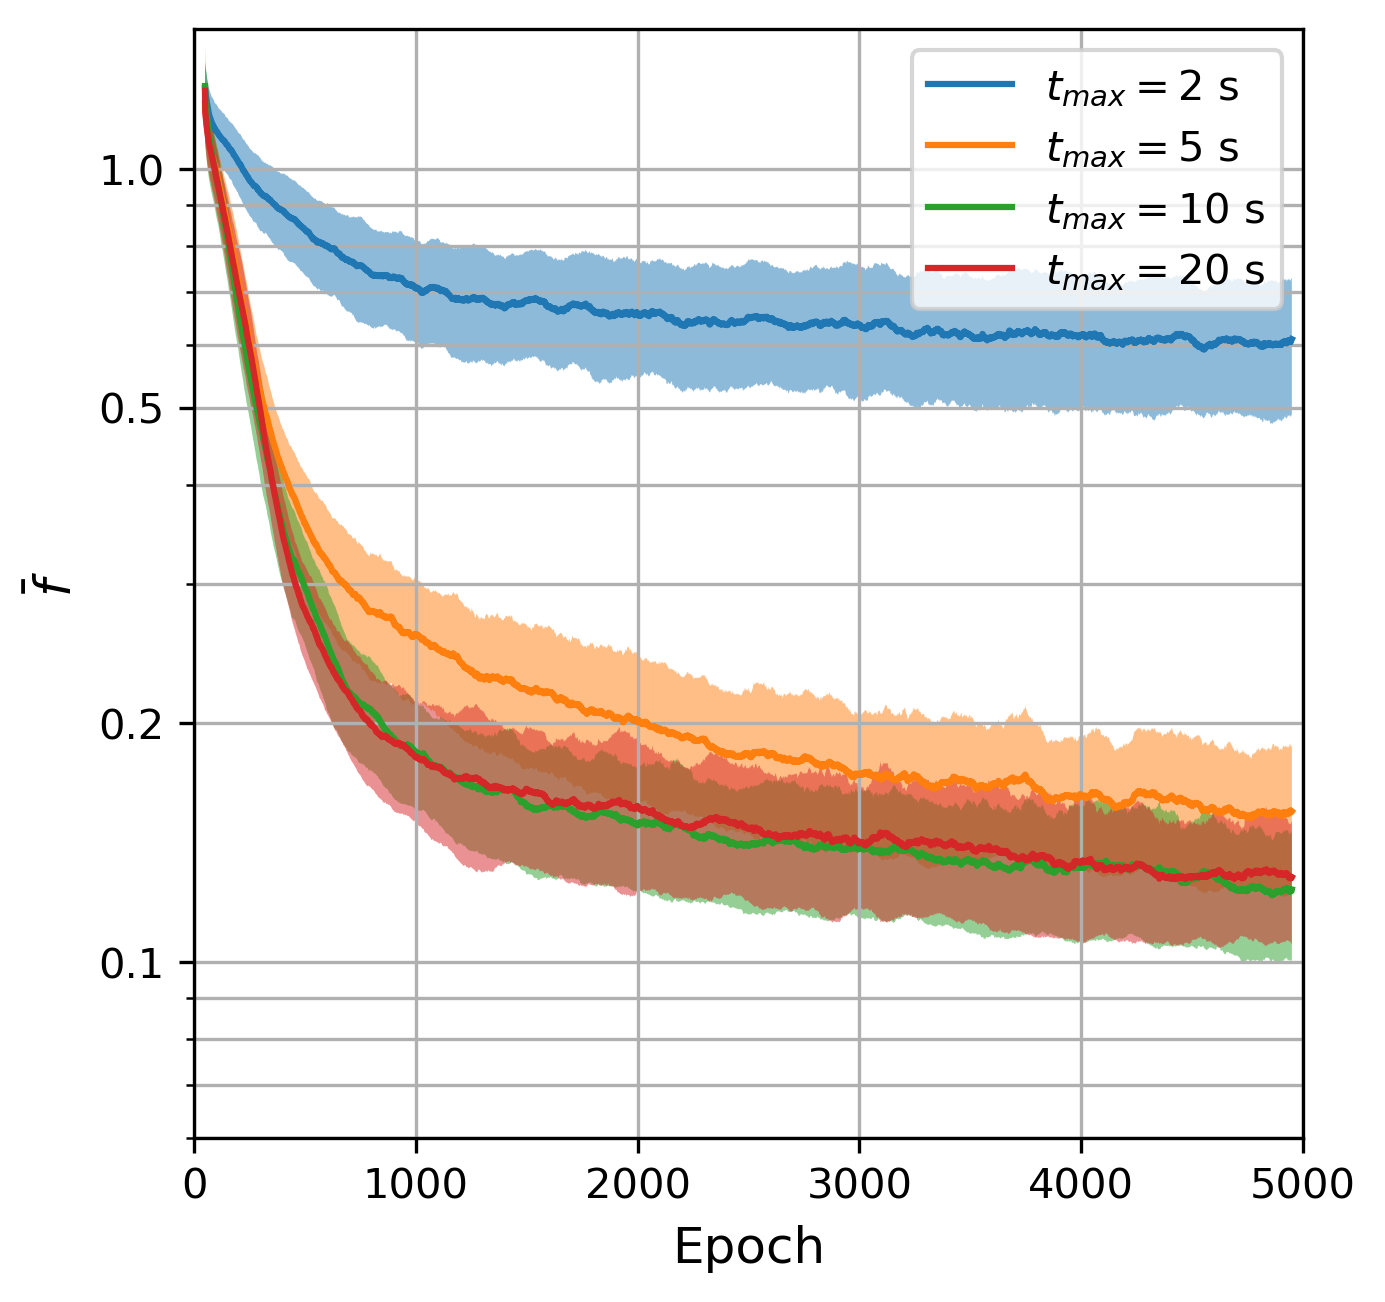 t_max = 2 s
t_max = 5 s
t_max = 10 s
t_max = 20 s
1.0
0.5
0.2
0.1
f̄
0 1000 2000 3000 4000 5000
Epoch